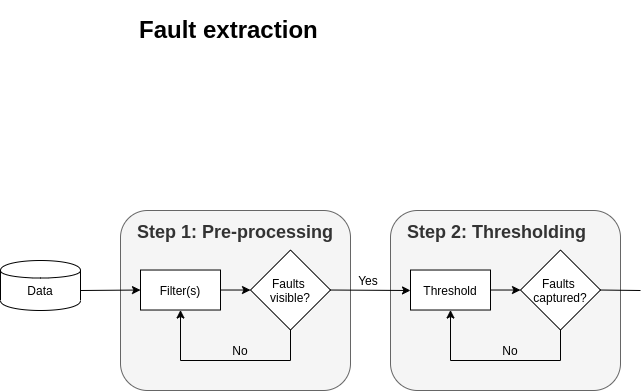 Fault extraction
Step 1: Pre-processing
Step 2: Thresholding
Data
Filter(s)
Faults
visible?
Yes
Threshold
Faults
captured?
No
No